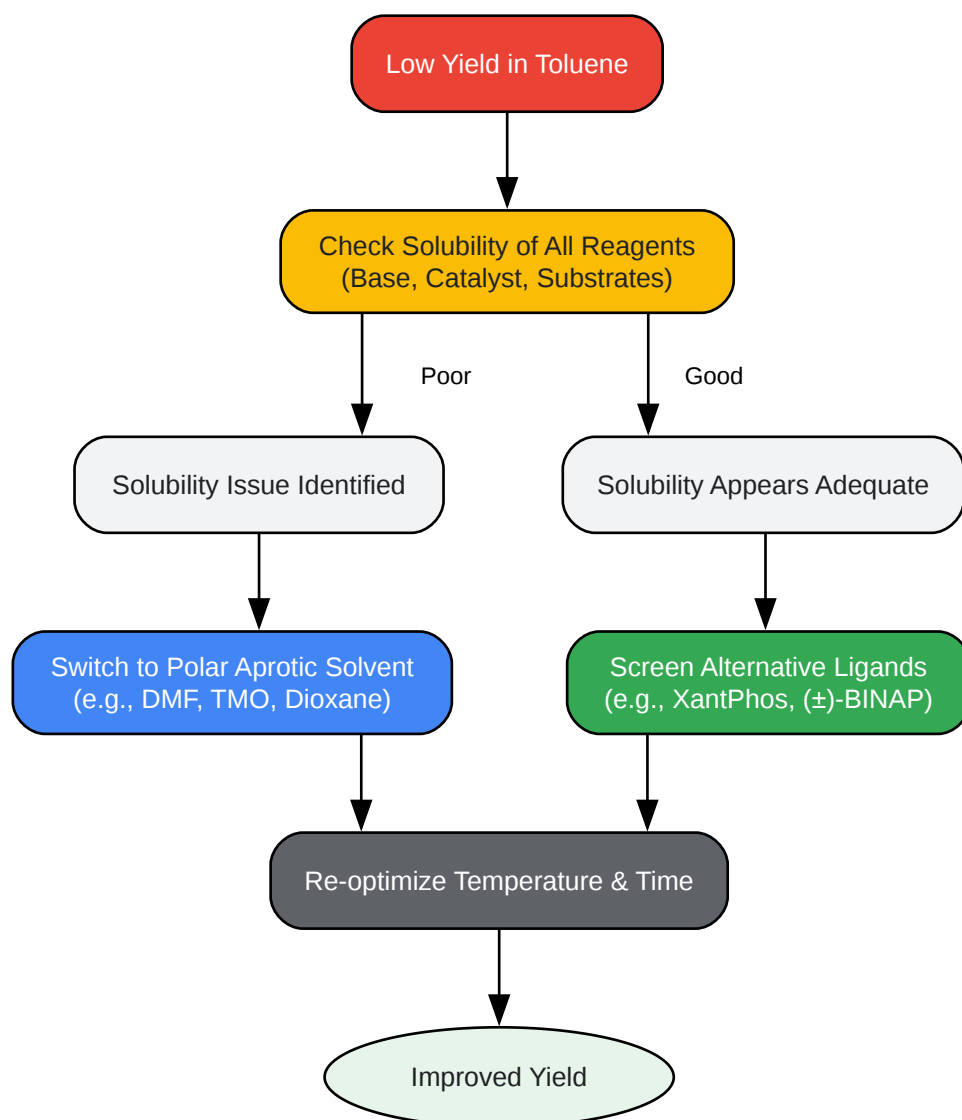 Low Yield in Toluene
Check Solubility of All Reagents
(Base, Catalyst, Substrates)
Poor
Good
Solubility Issue Identified
Solubility Appears Adequate
Switch to Polar Aprotic Solvent
(e.g., DMF, TMO, Dioxane)
Screen Alternative Ligands
(e.g., XantPhos, (±)-BINAP)
Re-optimize Temperature & Time
Improved Yield